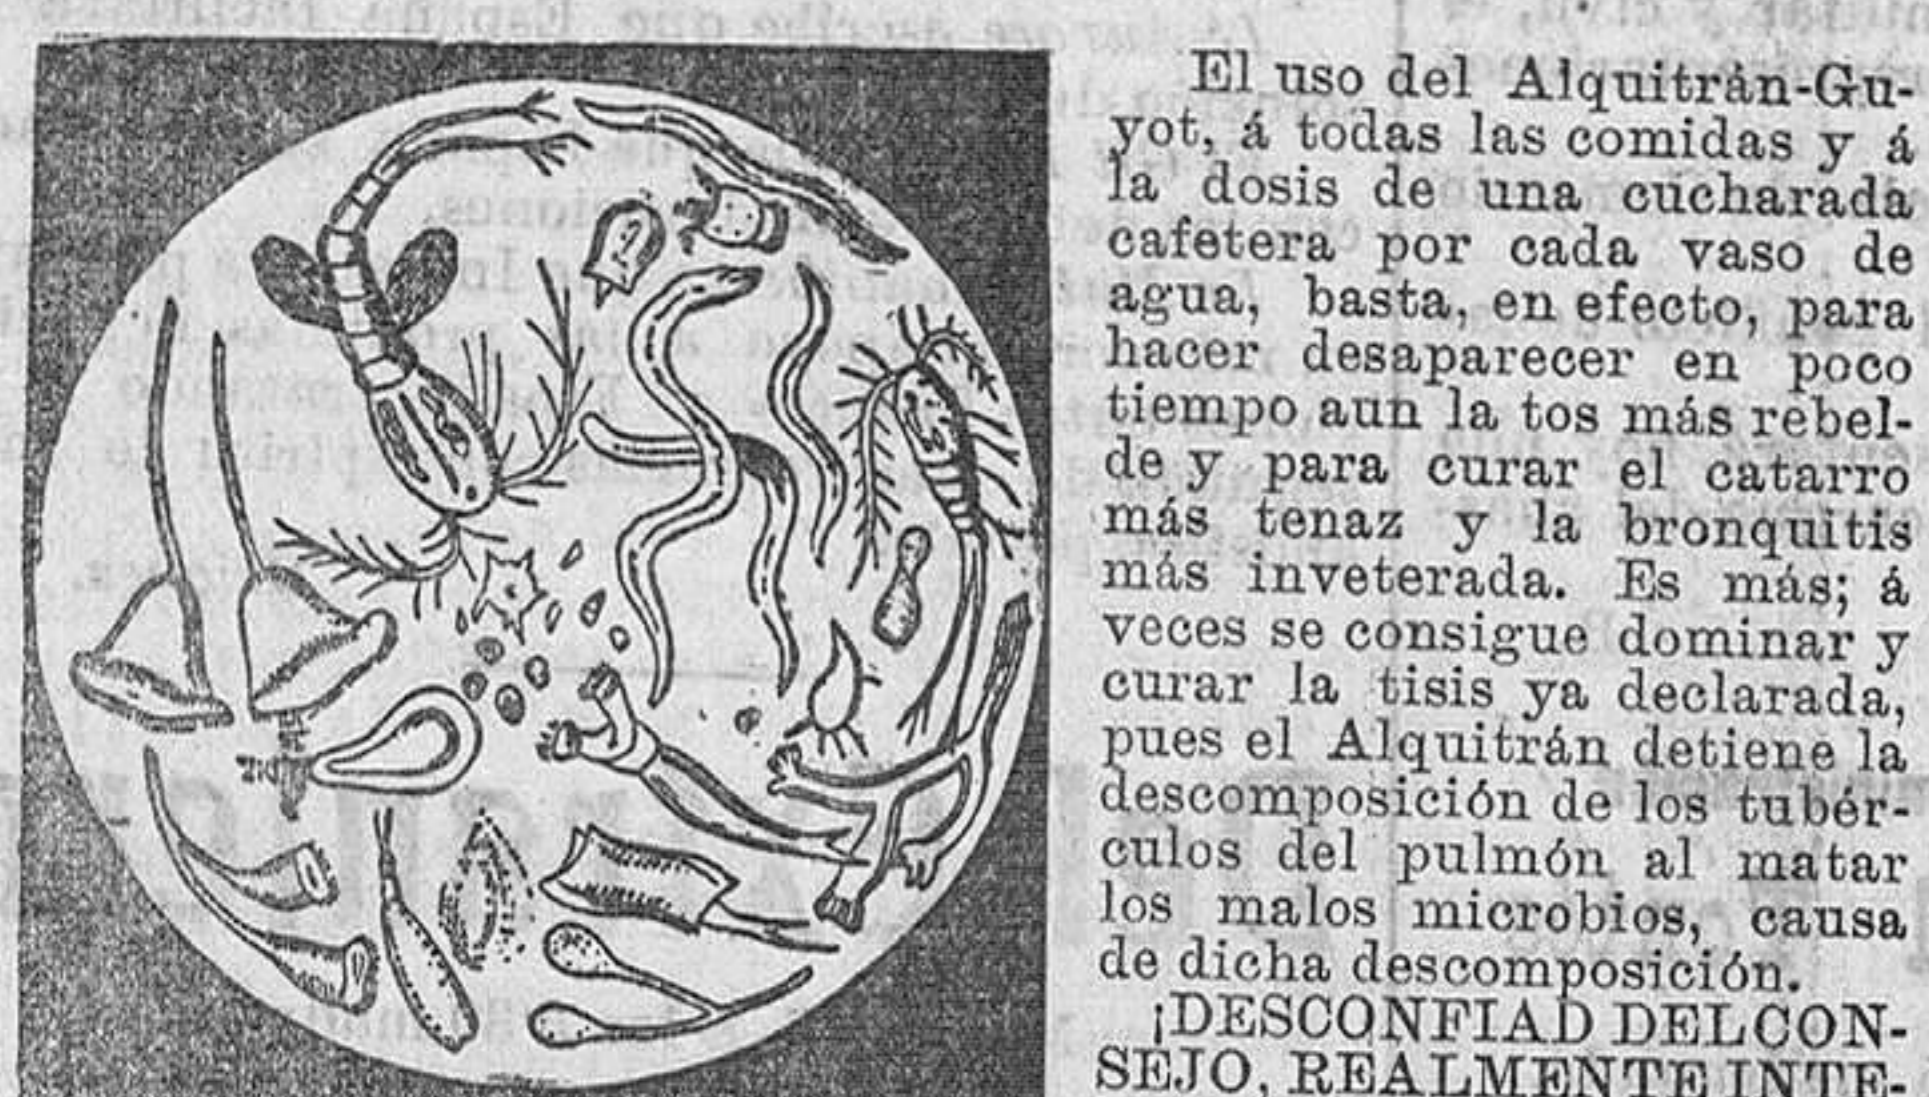 El uso del Alquitrán-Gu-
yot, á todas las comidas y á
la dosis de una cucharada
cafetera por cada vaso de
agua, basta, en efecto, para
hacer desaparecer en poco
tiempo aun la tos más rebel-
de y para curar el catarro
más tenaz y la bronquitis
más inveterada. Es más; á
veces se consigue dominar y
curar la tisis ya declarada,
pues el Alquitrán detiene la
descomposición de los tubér-
culos del pulmón al matar
los malos microbios, causa
de dicha descomposición.
¡DESCONFIAD DEL CON-
SEJO, REALMENTE INTE-